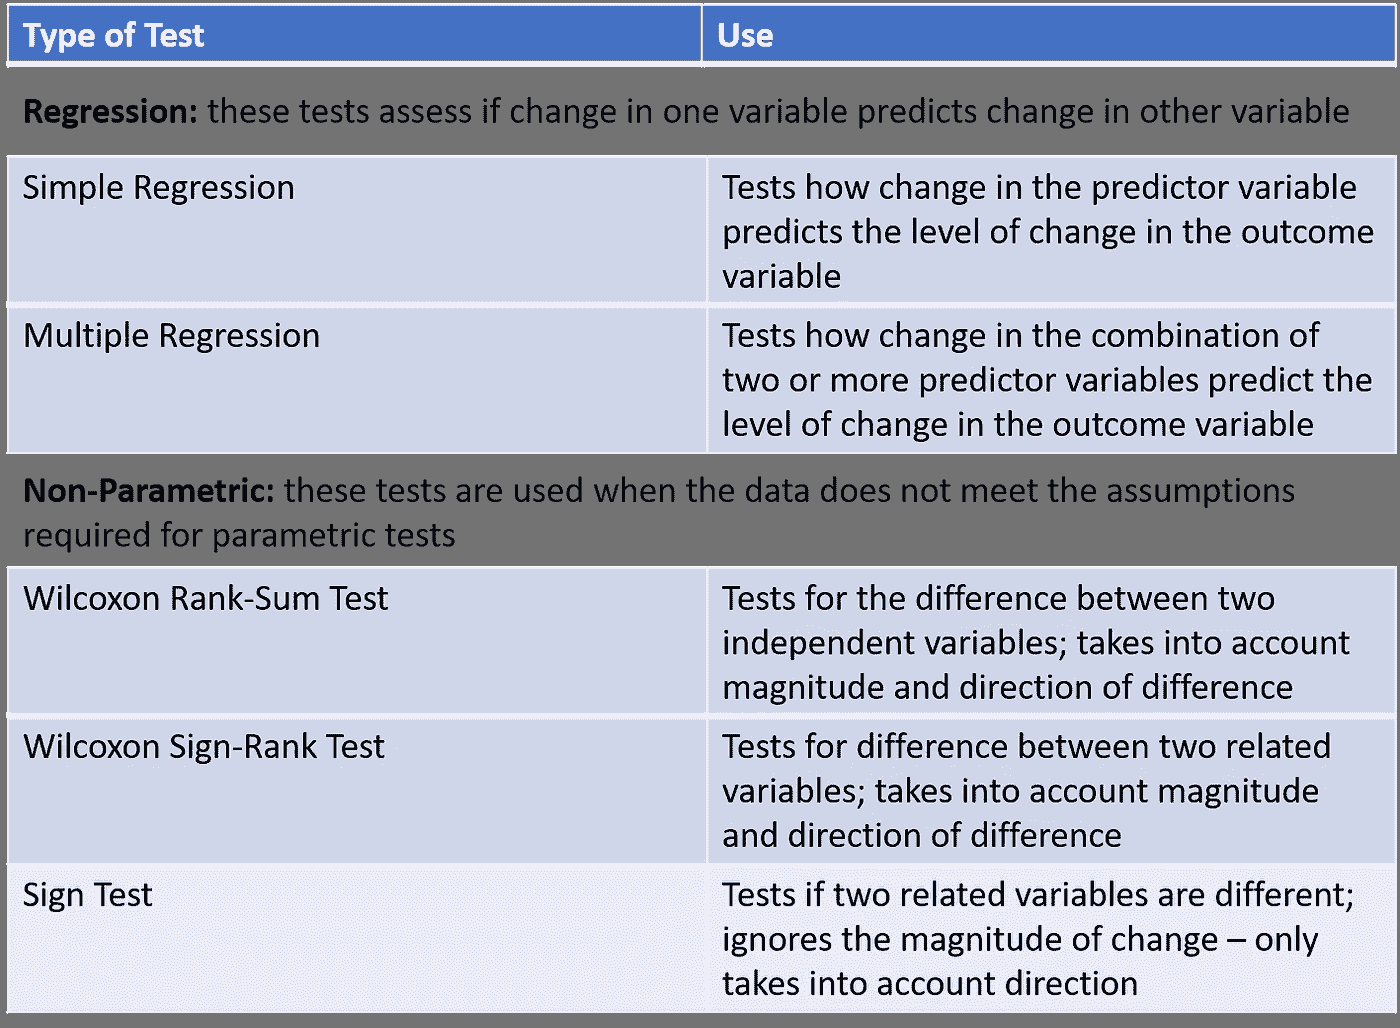 Type of Test
Use
Regression: these tests assess if change in one variable predicts change in other variable
Simple Regression
Tests how change in the predictor variable
predicts the level of change in the outcome
variable
Multiple Regression
Tests how change in the combination of
two or more predictor variables predict the
level of change in the outcome variable
Non-Parametric: these tests are used when the data does not meet the assumptions
required for parametric tests
Wilcoxon Rank-Sum Test
Tests for the difference between two
independent variables; takes into account
magnitude and direction of difference
Wilcoxon Sign-Rank Test
Tests for difference between two related
variables; takes into account magnitude
and direction of difference
Sign Test
Tests if two related variables are different;
ignores the magnitude of change – only
takes into account direction